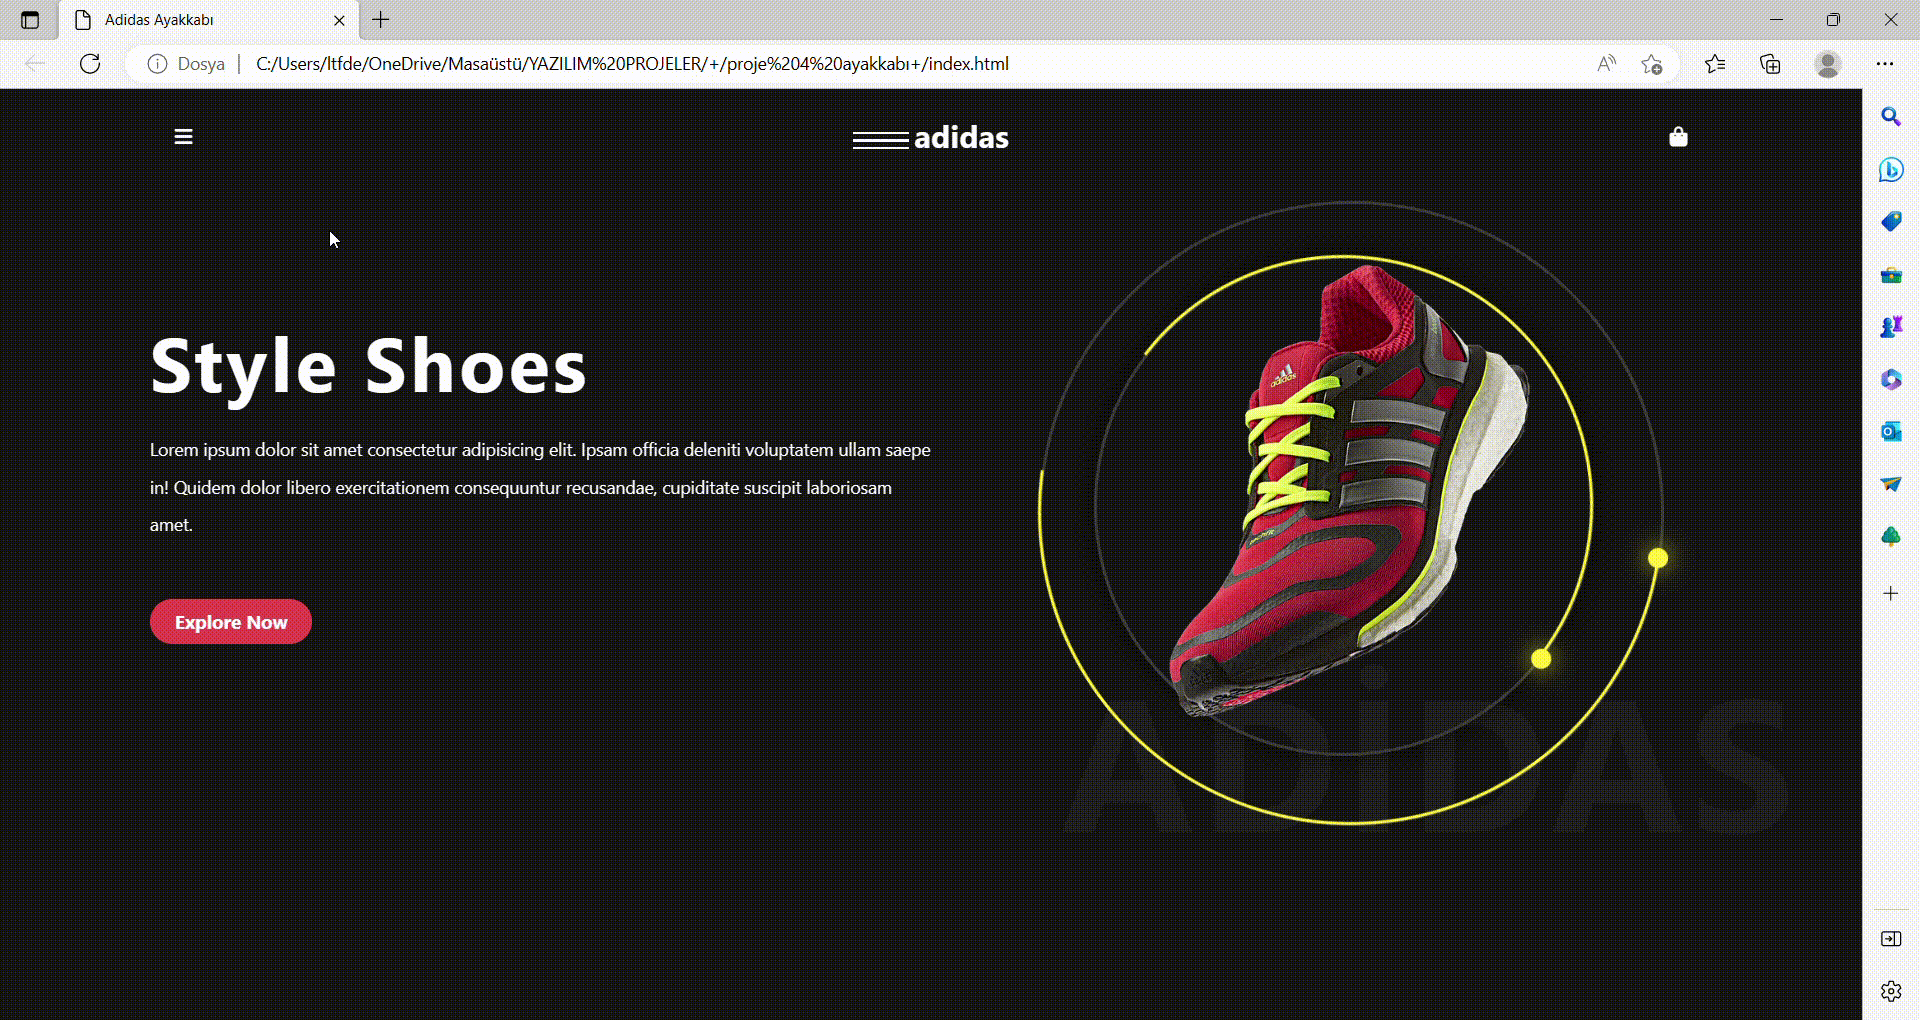 Adidas Ayakkabı
Dosya
C:/Users/ltfde/OneDrive/Masaüstü/YAZILIM%20PROJELER/+/proje%204%20ayakkabı+/index.html
adidas
Style Shoes
Lorem ipsum dolor sit amet consectetur adipisicing elit. Ipsam officia deleniti voluptatem ullam saepe
in! Quidem dolor libero exercitationem consequuntur recusandae, cupiditate suscipit laboriosam
amet.
Explore Now
adidas
ADİDAS